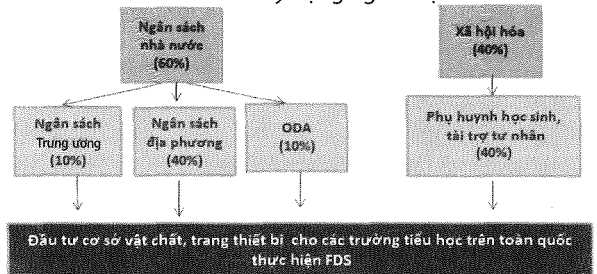 Ngân sách
nhà nước
(60%)
Xã hội hóa
(40%)
Ngân sách
Trung ương
(10%)
Ngân sách
địa phương
(40%)
ODA
(10%)
Phụ huynh học sinh,
tài trợ tư nhân
(40%)
Đầu tư cơ sở vật chất, trang thiết bi cho các trường tiểu học trên toàn quốc
thực hiện FDS